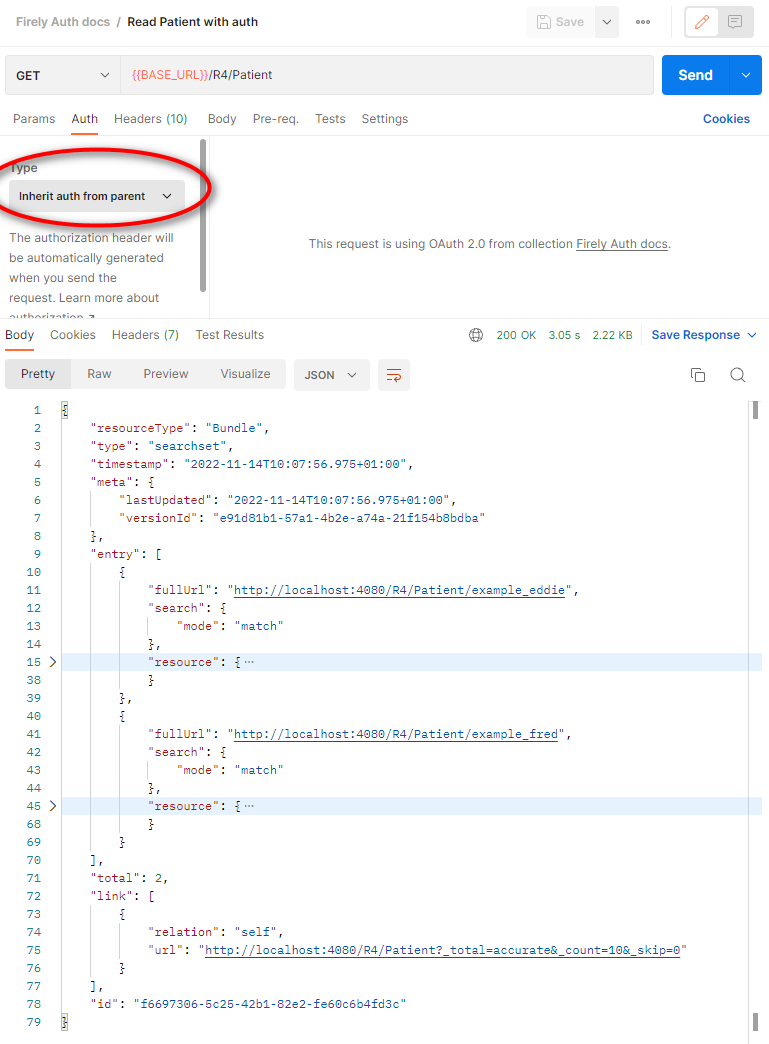 Firely Auth docs / Read Patient with auth
Save
GET {{BASE_URL}}/R4/Patient Send
Params Auth Headers (10) Body Pre-req. Tests Settings Cookies
Type
Inherit auth from parent
The authorization header will
be automatically generated
when you send the
request. Learn more about
authorization ↗
This request is using OAuth 2.0 from collection Firely Auth docs.
Body Cookies Headers (7) Test Results 200 OK 3.05 s 2.22 KB Save Response
Pretty Raw Preview Visualize JSON
1 {
2 "resourceType": "Bundle",
3 "type": "searchset",
4 "timestamp": "2022-11-14T10:07:56.975+01:00",
5 "meta": {
6 "lastUpdated": "2022-11-14T10:07:56.975+01:00",
7 "versionId": "e91d81b1-57a1-4b2e-a74a-21f154b8bdba"
8 },
9 "entry": [
10 {
11 "fullUrl": "http://localhost:4080/R4/Patient/example_eddie",
12 "search": {
13 "mode": "match"
14 },
15 "resource": { ···
38 }
39 },
40 {
41 "fullUrl": "http://localhost:4080/R4/Patient/example_fred",
42 "search": {
43 "mode": "match"
44 },
45 "resource": { ···
68 }
69 }
70 ],
71 "total": 2,
72 "link": [
73 {
74 "relation": "self",
75 "url": "http://localhost:4080/R4/Patient?_total=accurate&_count=10&_skip=0"
76 }
77 ],
78 "id": "f6697306-5c25-42b1-82e2-fe60c6b4fd3c"
79 }